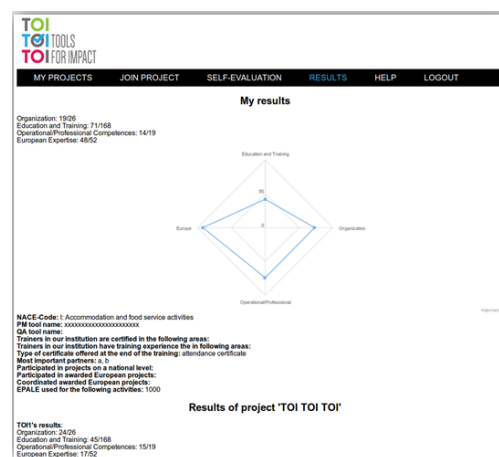 TOI
TOI TOOLS
TOI FOR IMPACT
MY PROJECTS JOIN PROJECT SELF-EVALUATION RESULTS HELP LOGOUT
My results
Organization: 19/26
Education and Training: 71/168
Operational/Professional Competences: 14/19
European Expertise: 48/52
Education and Training
50
0
Europe
Organization
Operational/Professional
NACE-Code: I: Accommodation and food service activities
PM tool name: xxxxxxxxxxxxxxxxxxxxxx
QA tool name:
Trainers in our institution are certified in the following areas:
Trainers in our institution have training experience the in following areas:
Type of certificate offered at the end of the training: attendance certificate
Most important partners: a, b
Participated in projects on a national level:
Participated in awarded European projects:
Coordinated awarded European projects:
EPALE used for the following activities: 1000
Results of project 'TOI TOI TOI'
TOI1's results:
Organization: 24/26
Education and Training: 45/168
Operational/Professional Competences: 15/19
European Expertise: 17/52